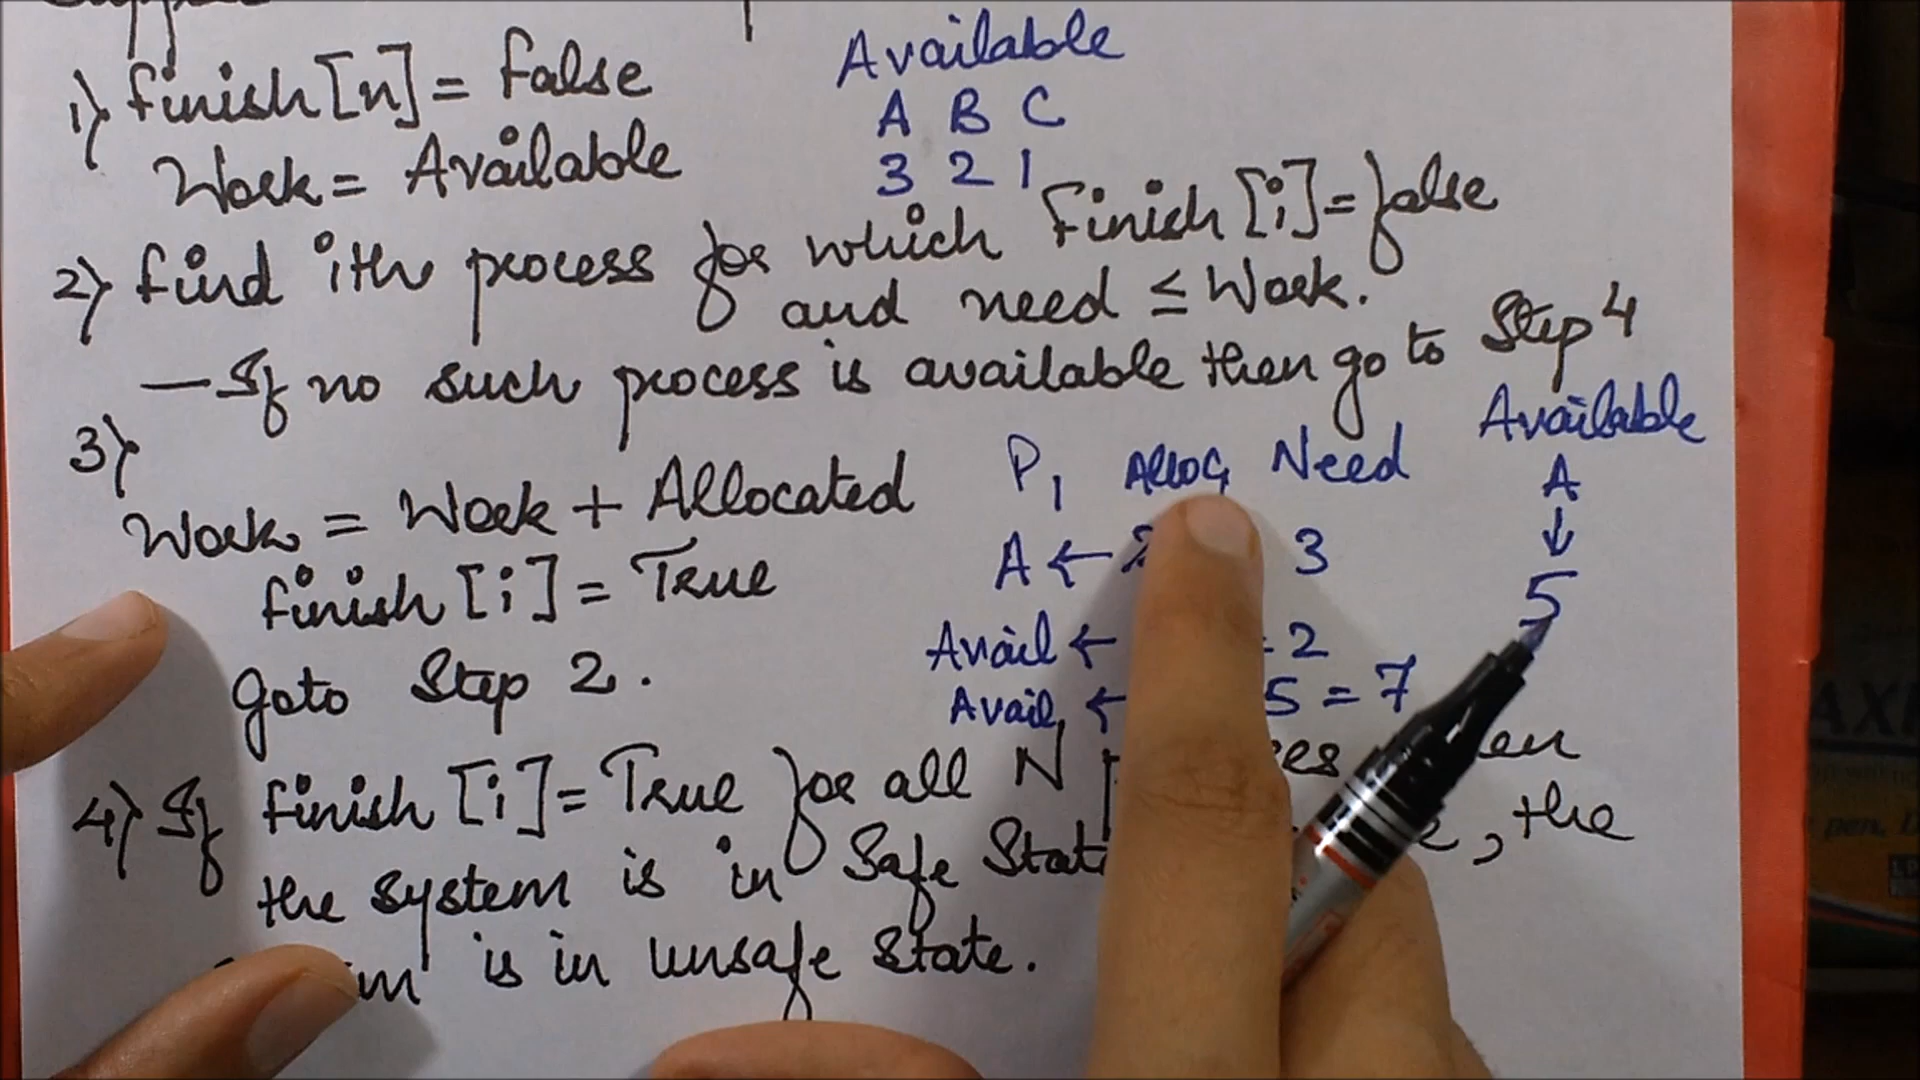 1) Finish[n] = False
Work = Available
Available
A B C
3 2 1
2) Find ith process for which Finish[i] = false
and need ≤ Work.
— If no such process is available then go to Step 4
3)
Work = Work + Allocated
Finish[i] = True
Goto Step 2.
P1 Alloc Need
A ← 2 3
Avail ← = 2
Avail ← 5 = 7
Available
A
↓
5
4) If Finish[i] = True for all N
the system is in Safe State , the
is in unsafe state.